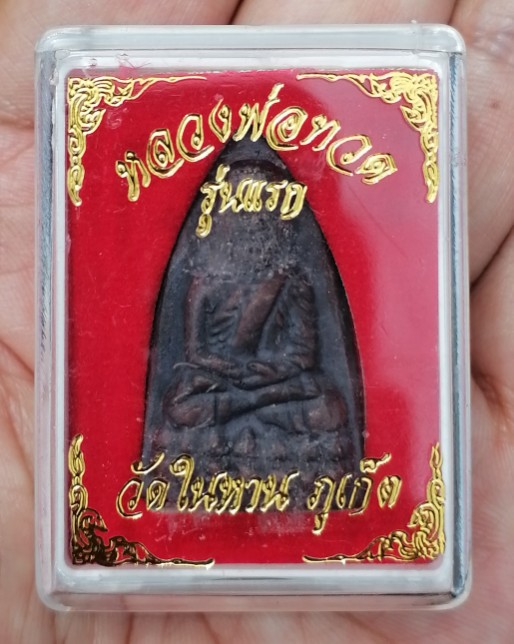 หลวงพ่อทวด
รุ่นแรก
วัดในหาน ภูเก็ต